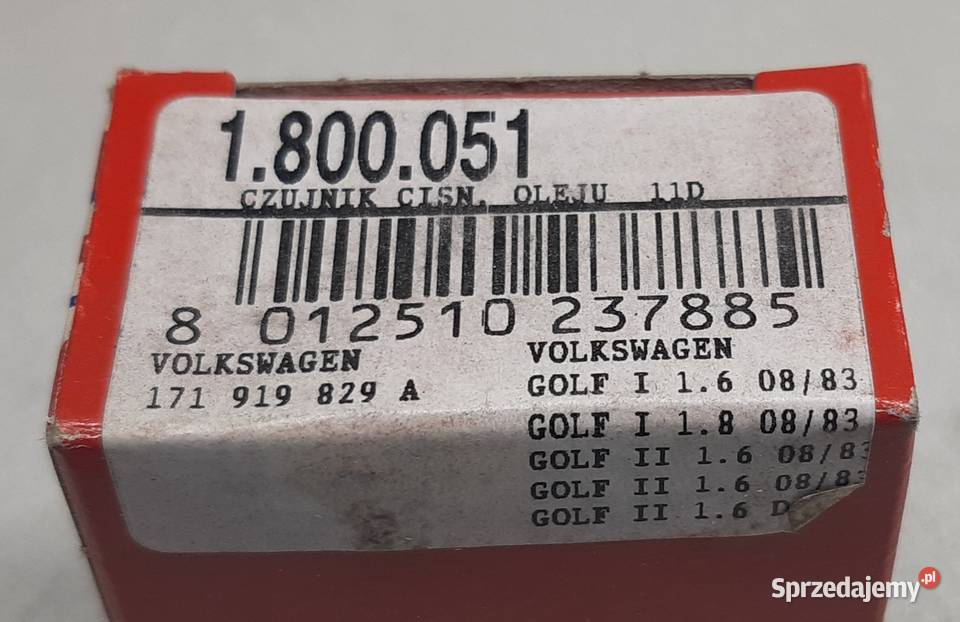 1.800.051
CZUJNIK CISN. OLEJU 11D
8 012510 237885
VOLKSWAGEN
171 919 829 A
VOLKSWAGEN
GOLF I 1.6 08/83
GOLF I 1.8 08/83
GOLF II 1.6 08/83
GOLF II 1.6 08/83
GOLF II 1.6 D
Sprzedajemy.pl